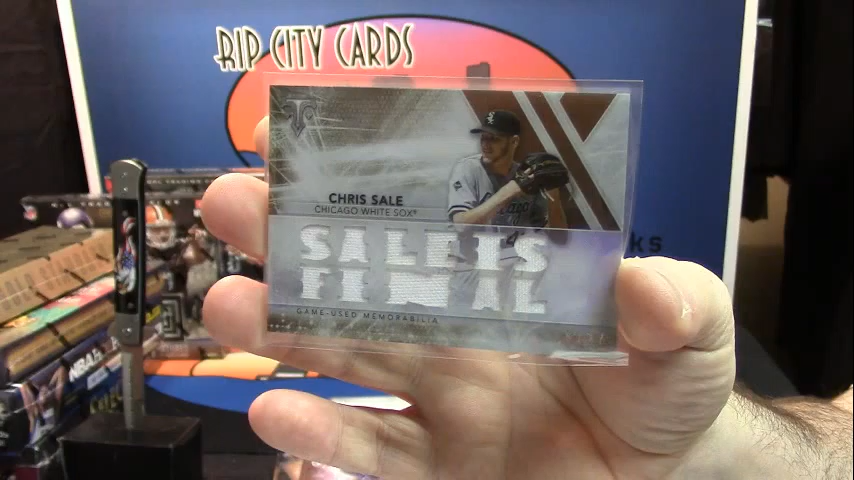 RIP CITY CARDS
CHRIS SALE
CHICAGO WHITE SOX®
SALE IS
FINAL
GAME-USED MEMORABILIA
NBA